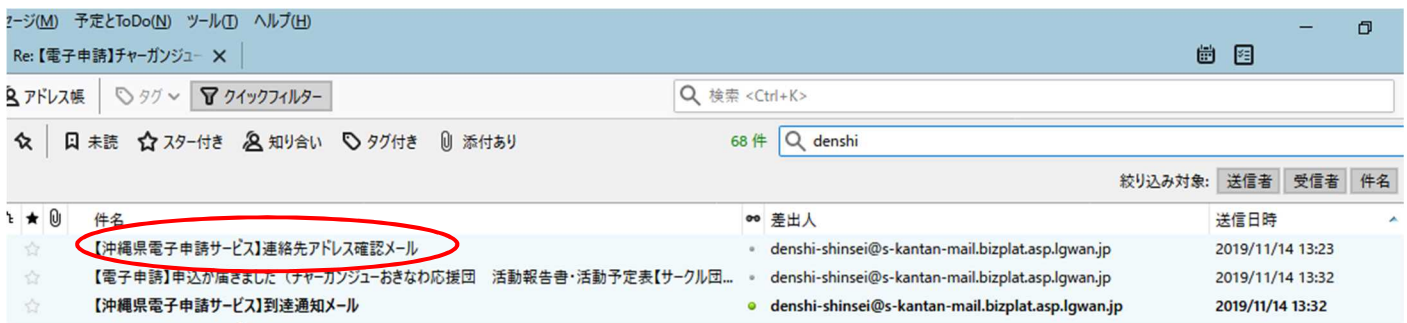 ﾒｰｾｰｼﾞ(M) 予定とToDo(N) ツール(T) ヘルプ(H)
Re:【電子申請】チャーガンジュー
アドレス帳 タグ クイックフィルター 検索 <Ctrl+K>
未読 スター付き 知り合い タグ付き 添付あり 68 件 denshi
絞り込み対象: 送信者 受信者 件名
件名 差出人 送信日時
【沖縄県電子申請サービス】連絡先アドレス確認メール denshi-shinsei@s-kantan-mail.bizplat.asp.lgwan.jp 2019/11/14 13:23
【電子申請】申込が届きました（チャーガンジューおきなわ応援団 活動報告書・活動予定表【サークル団... denshi-shinsei@s-kantan-mail.bizplat.asp.lgwan.jp 2019/11/14 13:32
【沖縄県電子申請サービス】到達通知メール denshi-shinsei@s-kantan-mail.bizplat.asp.lgwan.jp 2019/11/14 13:32